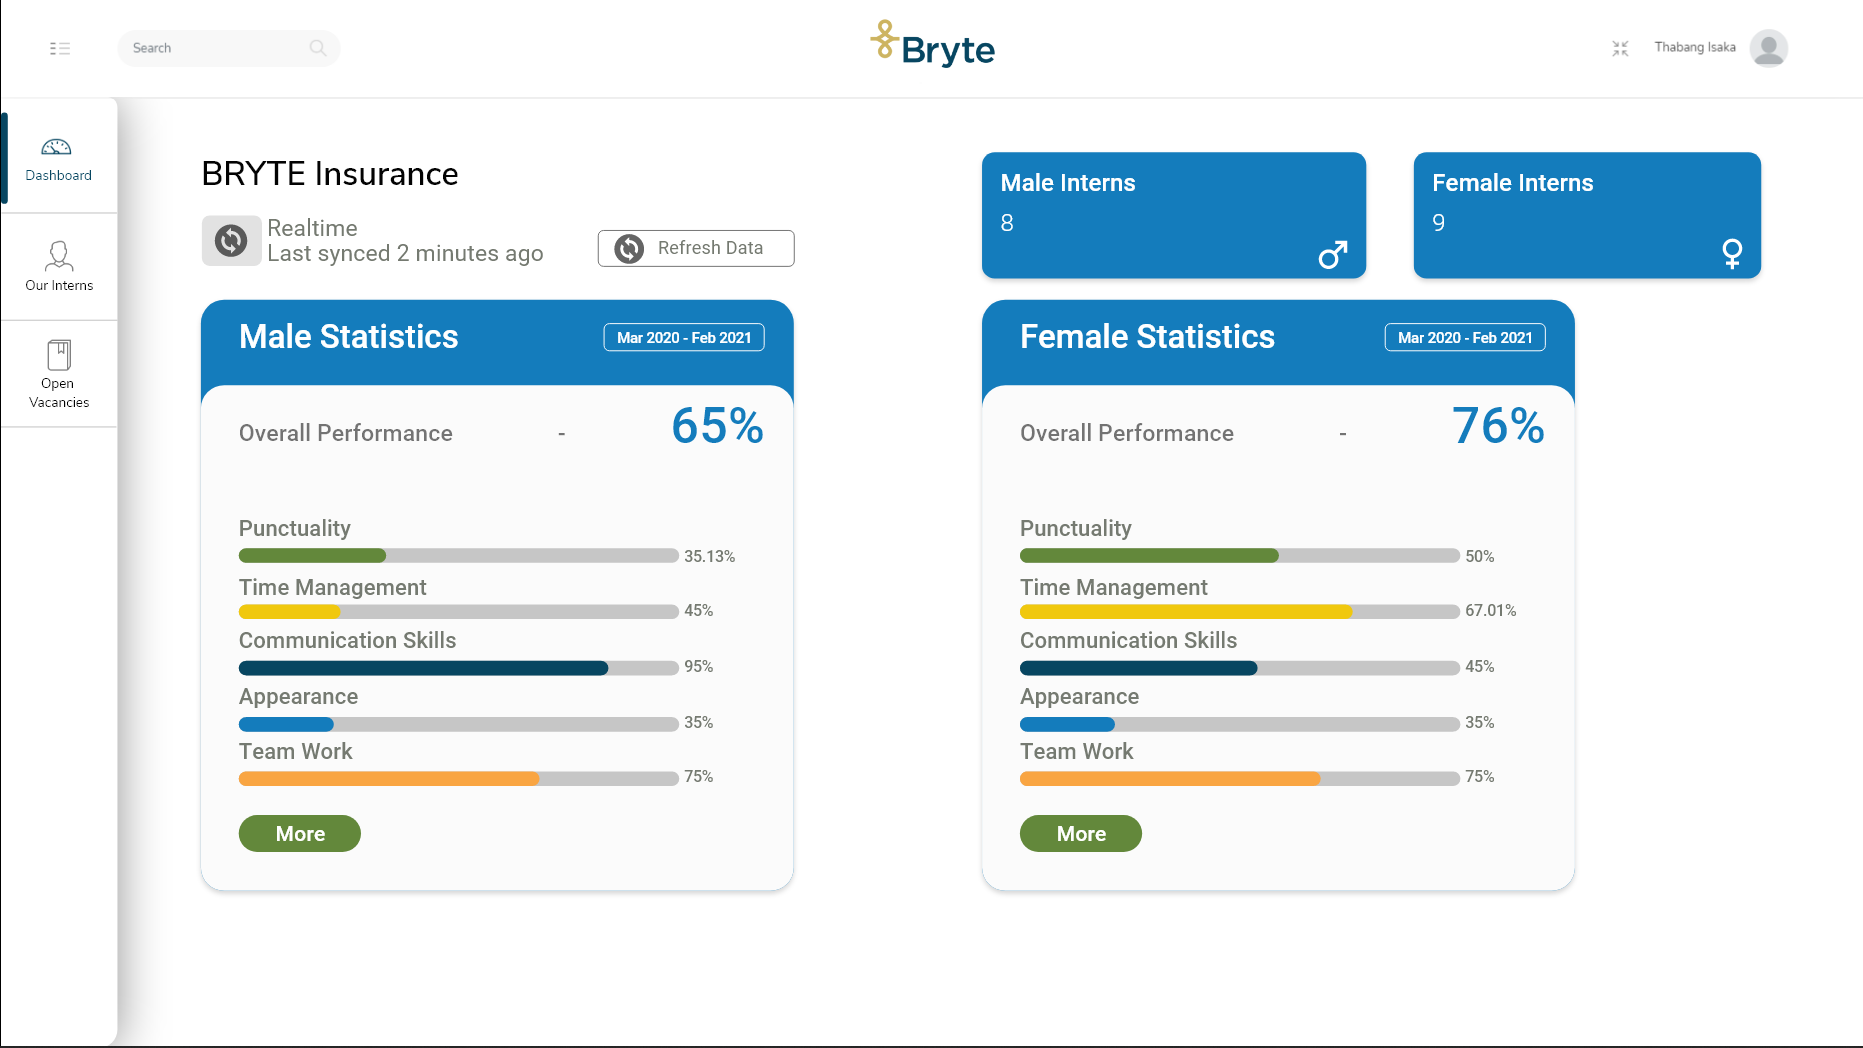 Search
Bryte
Thabang Isaka
Dashboard
Our Interns
Open
Vacancies
BRYTE Insurance
Realtime
Last synced 2 minutes ago
Refresh Data
Male Interns
8
Female Interns
9
Male Statistics
Mar 2020 - Feb 2021
Overall Performance - 65%
Punctuality
35.13%
Time Management
45%
Communication Skills
95%
Appearance
35%
Team Work
75%
More
Female Statistics
Mar 2020 - Feb 2021
Overall Performance - 76%
Punctuality
50%
Time Management
67.01%
Communication Skills
45%
Appearance
35%
Team Work
75%
More